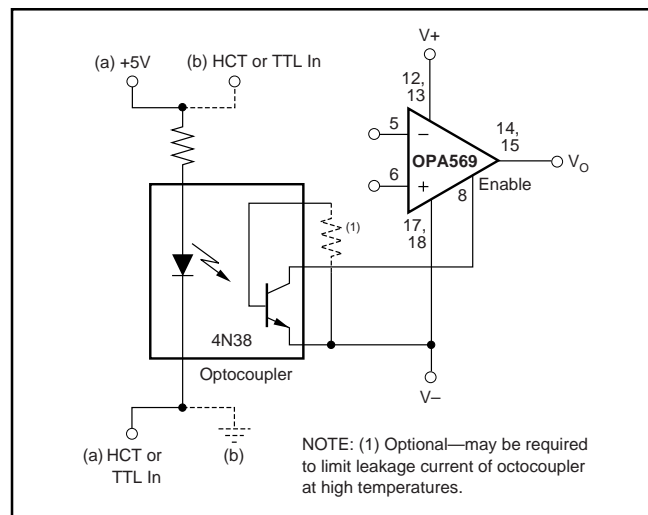 V+
(a) +5V
(b) HCT or TTL In
12,
13
5
–
14,
15
OPA569
VO
6
+
Enable
8
(1)
17,
18
4N38
Optocoupler
V–
(a) HCT or
TTL In
(b)
NOTE: (1) Optional—may be required
to limit leakage current of octocoupler
at high temperatures.